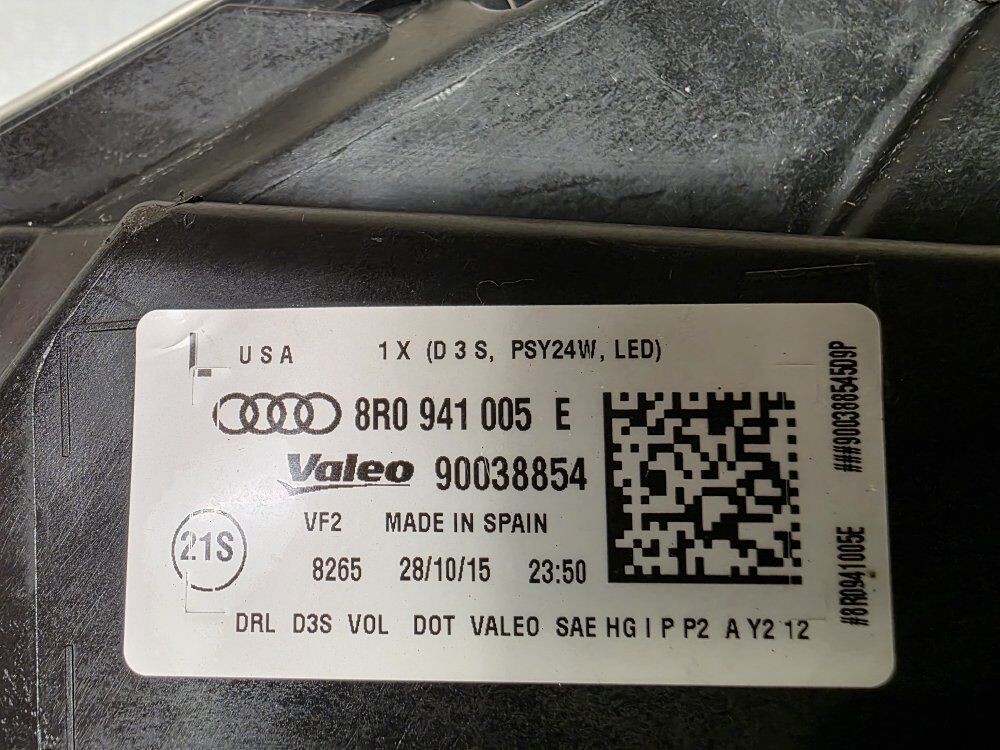 L USA 1 X (D 3 S, PSY24W, LED)
8R0 941 005 E
Valeo 90038854
VF2 MADE IN SPAIN
21S
8265 28/10/15 23:50
DRL D3S VOL DOT VALEO SAE HG I P P2 A Y2 12
###90038854509P
#8R0941005E